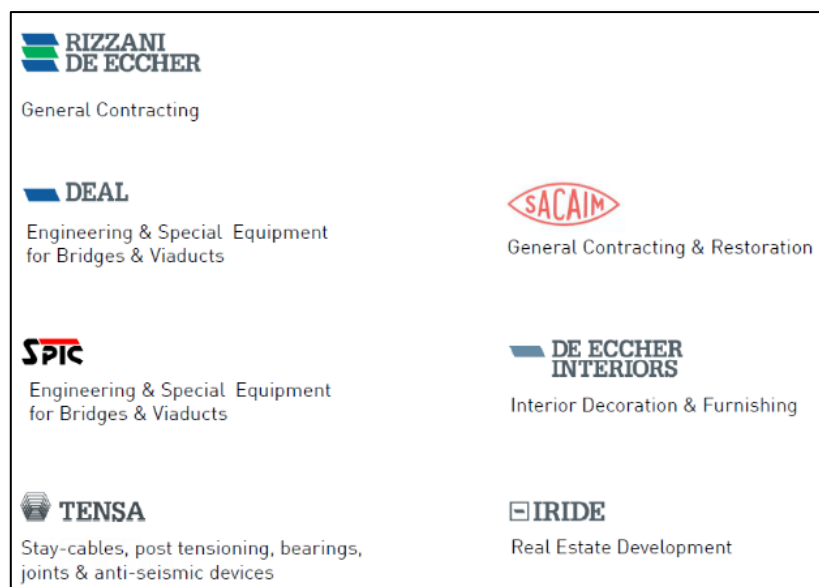 RIZZANI
DE ECCHER
General Contracting
DEAL
Engineering & Special Equipment
for Bridges & Viaducts
SACAIM
General Contracting & Restoration
SPIC
Engineering & Special Equipment
for Bridges & Viaducts
DE ECCHER
INTERIORS
Interior Decoration & Furnishing
TENSA
Stay-cables, post tensioning, bearings,
joints & anti-seismic devices
IRIDE
Real Estate Development